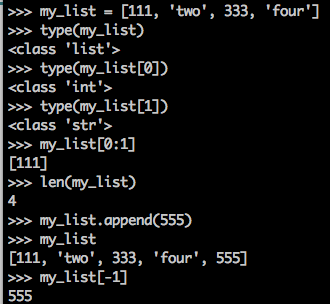 >>> my_list = [111, 'two', 333, 'four']
>>> type(my_list)
<class 'list'>
>>> type(my_list[0])
<class 'int'>
>>> type(my_list[1])
<class 'str'>
>>> my_list[0:1]
[111]
>>> len(my_list)
4
>>> my_list.append(555)
>>> my_list
[111, 'two', 333, 'four', 555]
>>> my_list[-1]
555